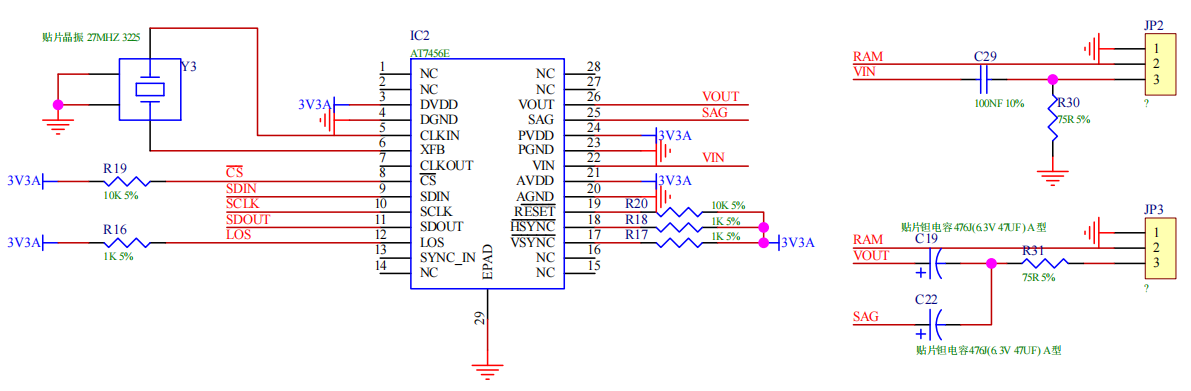 贴片晶振 27MHZ 3225
Y3
IC2
AT7456E
1 NC
2 NC
3V3A 3 DVDD
4 DGND
5 CLKIN
6 XFB
7 CLKOUT
3V3A R19 10K 5% CS 8 CS
SDIN 9 SDIN
SCLK 10 SCLK
SDOUT 11 SDOUT
3V3A R16 1K 5% LOS 12 LOS
13 SYNC_IN
14 NC
EPAD
29
NC 28
NC 27
VOUT 26 VOUT
SAG 25 SAG
PVDD 24 3V3A
PGND 23
VIN 22 VIN
AVDD 21 3V3A
AGND 20
RESET 19 R20 10K 5%
HSYNC 18 R18 1K 5%
VSYNC 17 R17 1K 5% 3V3A
NC 16
NC 15
JP2
RAM
VIN
C29
100NF 10%
R30
75R 5%
1
2
3
?
JP3
贴片钽电容476J(6.3V 47UF) A 型
RAM
VOUT
C19
+
R31
75R 5%
1
2
3
?
SAG
C22
+
贴片钽电容476J(6.3V 47UF) A 型